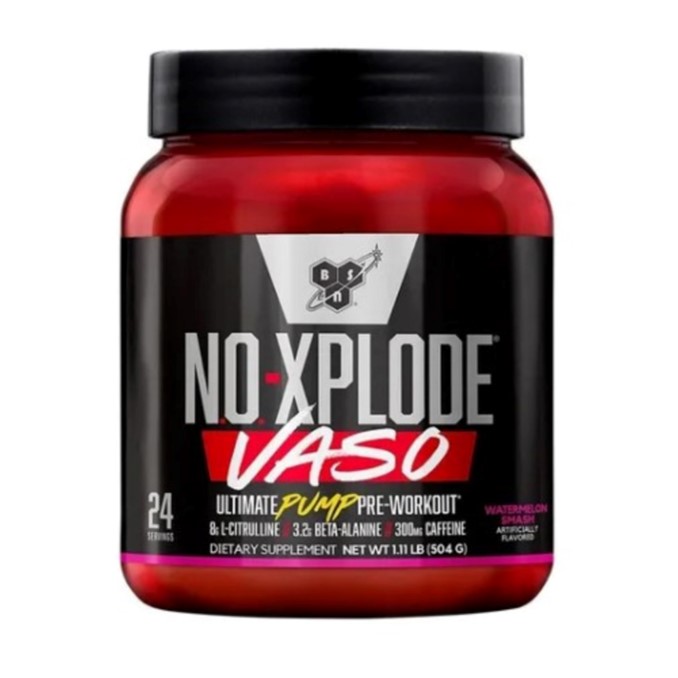 BSN®
N.O.-XPLODE®
VASO
ULTIMATE PUMP PRE-WORKOUT*
8g L-CITRULLINE // 3.2g BETA-ALANINE // 300MG CAFFEINE
DIETARY SUPPLEMENT NET WT 1.11 LB (504 G)
24
SERVINGS
WATERMELON
SMASH
ARTIFICIALLY
FLAVORED